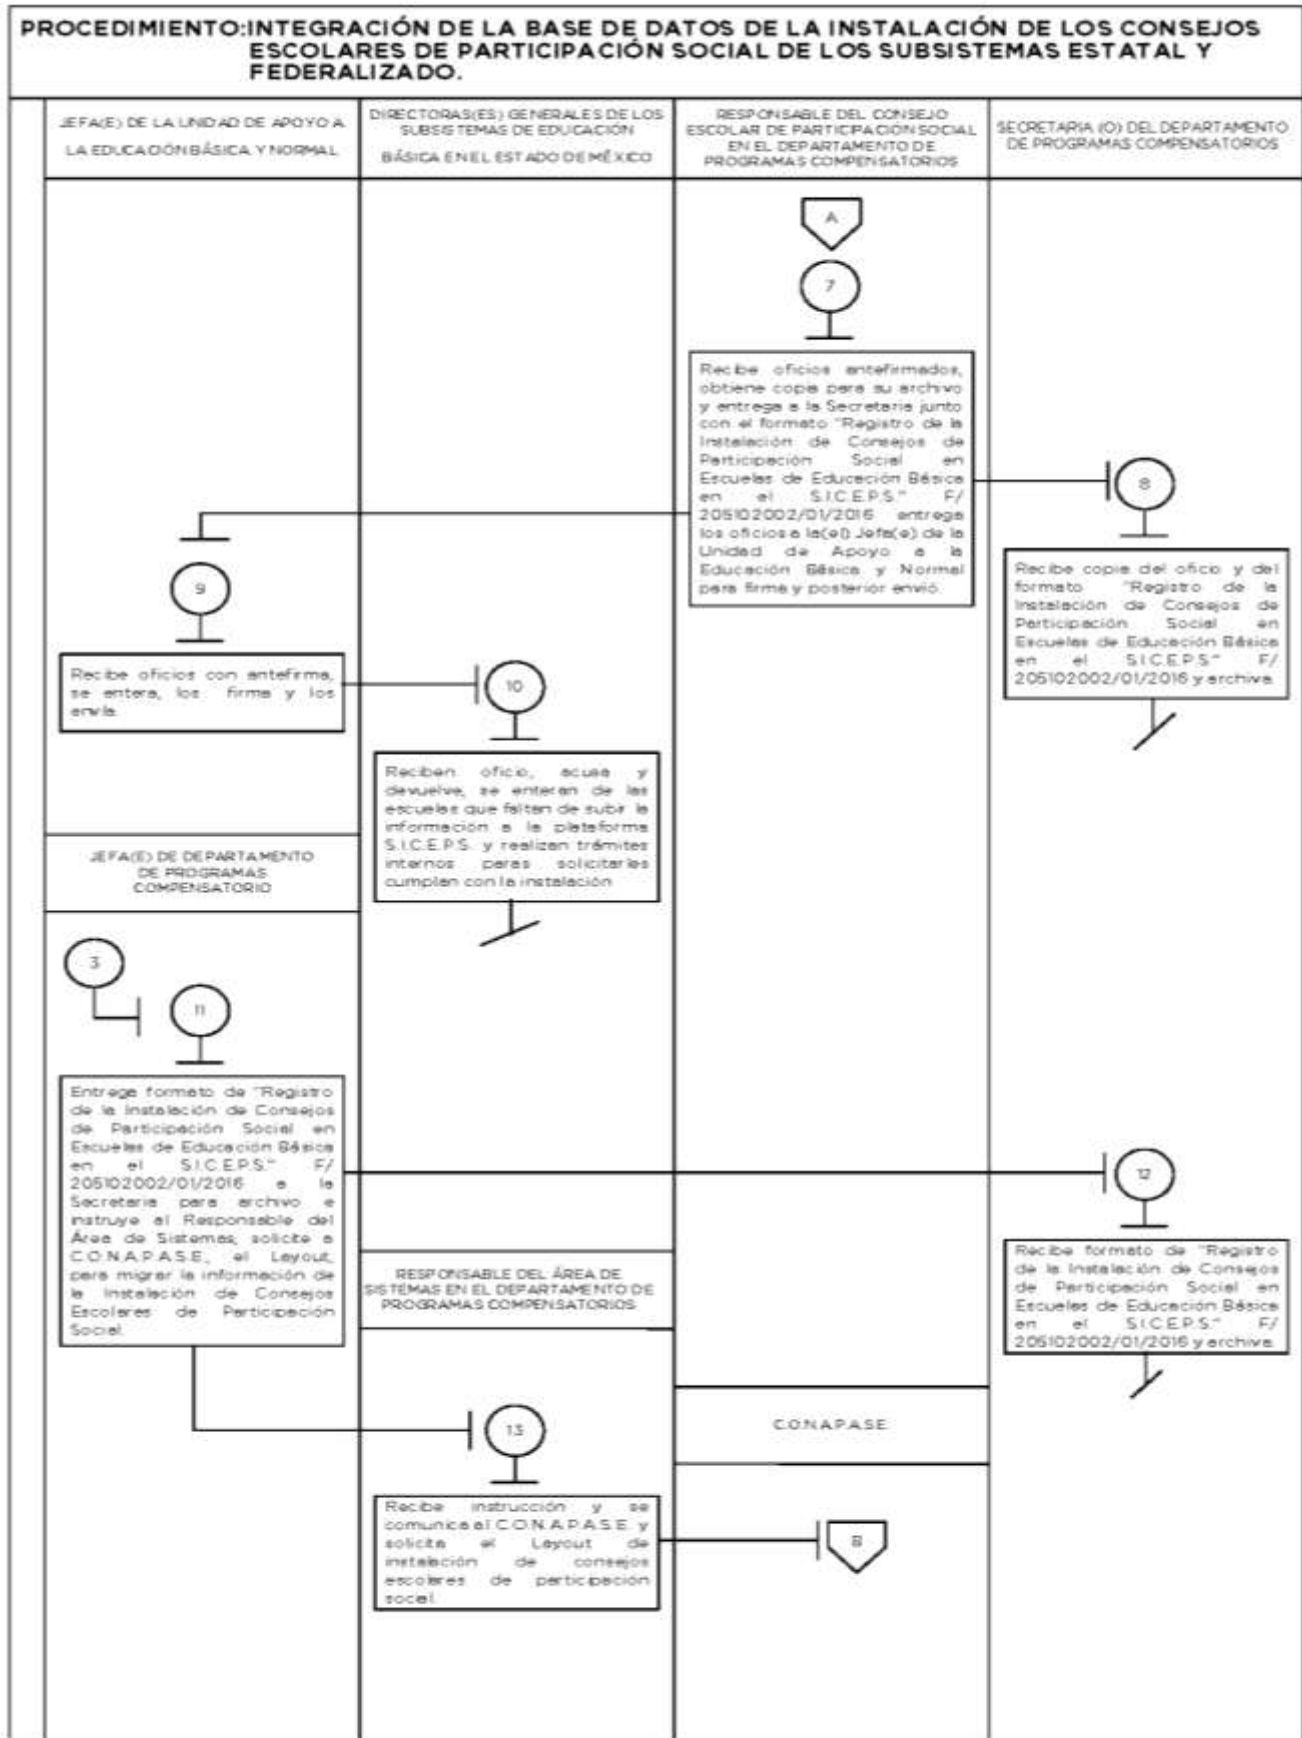 PROCEDIMIENTO:INTEGRACIÓN DE LA BASE DE DATOS DE LA INSTALACIÓN DE LOS CONSEJOS
ESCOLARES DE PARTICIPACIÓN SOCIAL DE LOS SUBSISTEMAS ESTATAL Y
FEDERALIZADO.
JEFA(E) DE LA UNIDAD DE APOYO A
LA EDUCACIÓN BÁSICA Y NORMAL
DIRECTORAS(ES) GENERALES DE LOS
SUBSISTEMAS DE EDUCACIÓN
BÁSICA EN EL ESTADO DE MÉXICO
RESPONSABLE DEL CONSEJO
ESCOLAR DE PARTICIPACIÓN SOCIAL
EN EL DEPARTAMENTO DE
PROGRAMAS COMPENSATORIOS
SECRETARIA (O) DEL DEPARTAMENTO
DE PROGRAMAS COMPENSATORIOS
A
7
Recibe oficios antefirmados,
obtiene copia para su archivo
y entrega a la Secretaria junto
con el formato "Registro de la
Instalación de Consejos de
Participación Social en
Escuelas de Educación Básica
en el S.I.C.E.P.S." F/
205102002/01/2016 entrega
los oficios a la(el) Jefa(e) de la
Unidad de Apoyo a la
Educación Básica y Normal
para firma y posterior envió.
8
Recibe copia del oficio y del
formato "Registro de la
Instalación de Consejos de
Participación Social en
Escuelas de Educación Básica
en el S.I.C.E.P.S." F/
205102002/01/2016 y archiva.
9
Recibe oficios con antefirma,
se entera, los firma y los
envía.
10
Reciben oficio, acusa y
devuelve, se enteran de las
escuelas que faltan de subir la
información a la plataforma
S.I.C.E.P.S. y realizan trámites
internos paras solicitarles
cumplan con la instalación
JEFA(E) DE DEPARTAMENTO
DE PROGRAMAS
COMPENSATORIO
3
11
Entrega formato de "Registro
de la Instalación de Consejos
de Participación Social en
Escuelas de Educación Básica
en el S.I.C.E.P.S." F/
205102002/01/2016 a la
Secretaria para archivo e
instruye al Responsable del
Área de Sistemas, solicite a
C.O.N.A.P.A.S.E., el Layout,
para migrar la información de
la Instalación de Consejos
Escolares de Participación
Social.
12
Recibe formato de "Registro
de la Instalación de Consejos
de Participación Social en
Escuelas de Educación Básica
en el S.I.C.E.P.S." F/
205102002/01/2016 y archiva.
RESPONSABLE DEL ÁREA DE
SISTEMAS EN EL DEPARTAMENTO DE
PROGRAMAS COMPENSATORIOS
13
Recibe instrucción y se
comunica al C.O.N.A.P.A.S.E. y
solicita el Layout de
instalación de consejos
escolares de participación
social.
C.O.N.A.P.A.S.E.
B